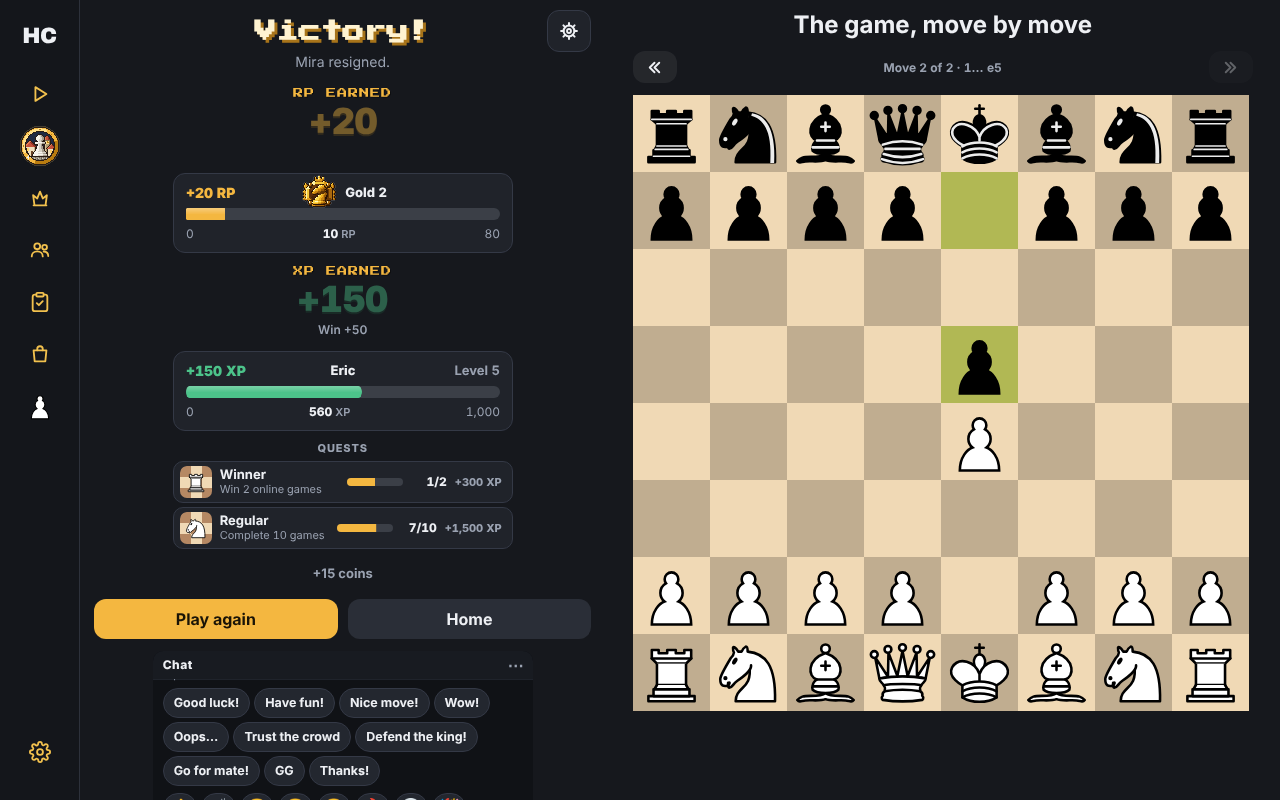 HC
Victory!
Mira resigned.
RP EARNED
+20
+20 RP
Gold 2
0
10 RP
80
XP EARNED
+150
Win +50
+150 XP
Eric
Level 5
0
560 XP
1,000
QUESTS
Winner
Win 2 online games
1/2
+300 XP
Regular
Complete 10 games
7/10
+1,500 XP
+15 coins
Play again
Home
Chat
Good luck!
Have fun!
Nice move!
Wow!
Oops...
Trust the crowd
Defend the king!
Go for mate!
GG
Thanks!
The game, move by move
Move 2 of 2 · 1... e5